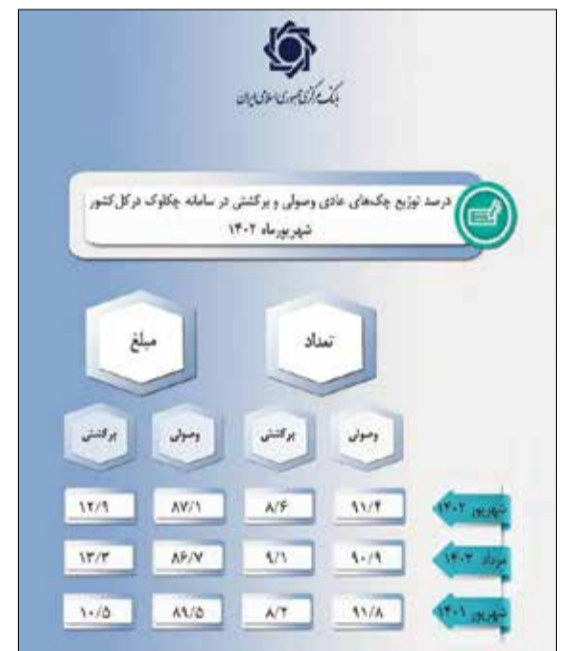 بانک مرکزی جمهوری اسلامی ایران
درصد توزیع چک‌های عادی وصولی و برگشتی در سامانه چکاوک در کل کشور
شهریورماه ۱۴۰۲
تعداد مبلغ
وصولی برگشتی وصولی برگشتی
شهریور ۱۴۰۲ ۹۱/۴ ۸/۶ ۸۷/۱ ۱۲/۹
مرداد ۱۴۰۲ ۹۰/۹ ۹/۱ ۸۶/۷ ۱۳/۳
شهریور ۱۴۰۱ ۹۱/۸ ۸/۲ ۸۹/۵ ۱۰/۵